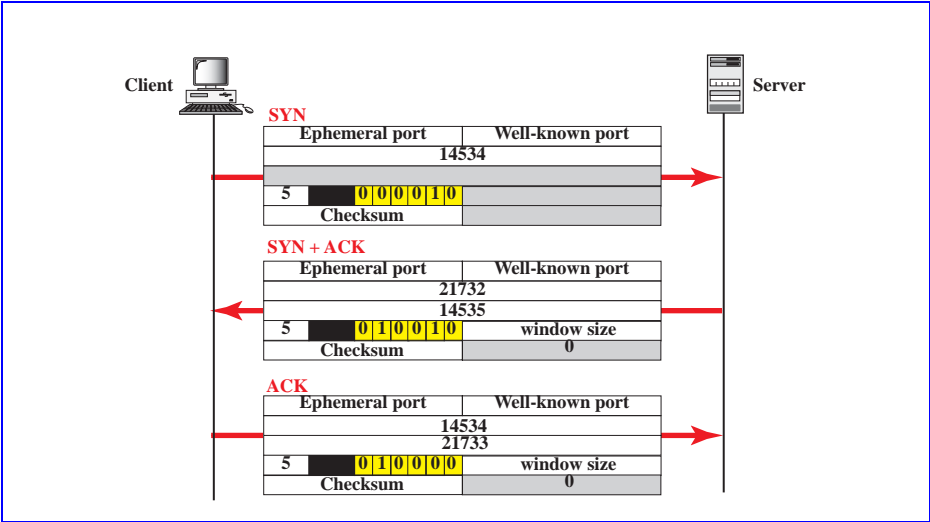 Client
Server
SYN
Ephemeral port Well-known port
14534
5 0 0 0 0 1 0
Checksum
SYN + ACK
Ephemeral port Well-known port
21732
14535
5 0 1 0 0 1 0 window size
Checksum 0
ACK
Ephemeral port Well-known port
14534
21733
5 0 1 0 0 0 0 window size
Checksum 0